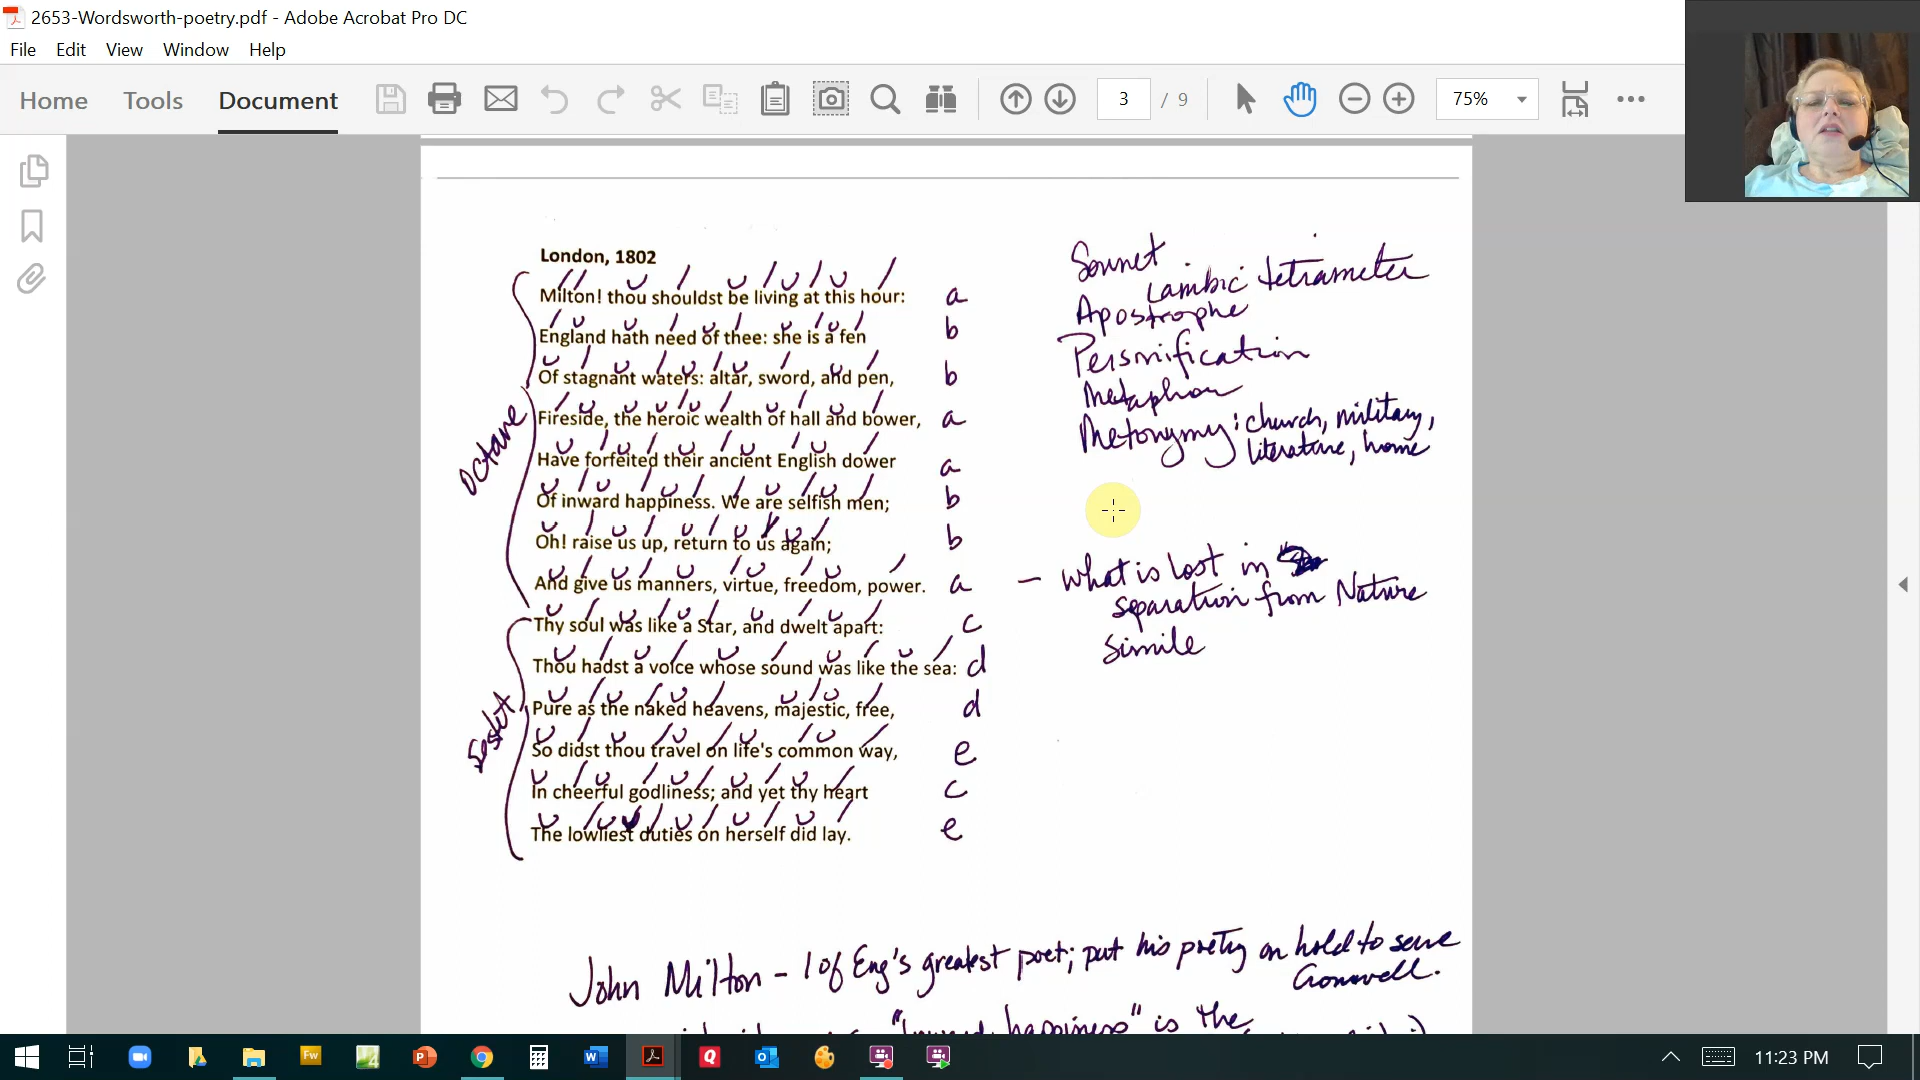 2653-Wordsworth-poetry.pdf - Adobe Acrobat Pro DC
File Edit View Window Help
Home Tools Document 3 / 9 75%
London, 1802
Milton! thou shouldst be living at this hour: a
England hath need of thee: she is a fen b
Of stagnant waters: altar, sword, and pen, b
Fireside, the heroic wealth of hall and bower, a
Have forfeited their ancient English dower a
Of inward happiness. We are selfish men; b
Oh! raise us up, return to us again; b
And give us manners, virtue, freedom, power. a
Thy soul was like a Star, and dwelt apart: c
Thou hadst a voice whose sound was like the sea: d
Pure as the naked heavens, majestic, free, d
So didst thou travel on life's common way, e
In cheerful godliness; and yet thy heart c
The lowliest duties on herself did lay. e
Octave
Sestet
Sonnet
Iambic tetrameter
Apostrophe
Personification
Metaphor
Metonymy: church, military,
literature, home
- what is lost in
separation from Nature
simile
John Milton - 1 of Eng's greatest poet; put his poetry on hold to serve
Cromwell.
happiness" is the
11:23 PM